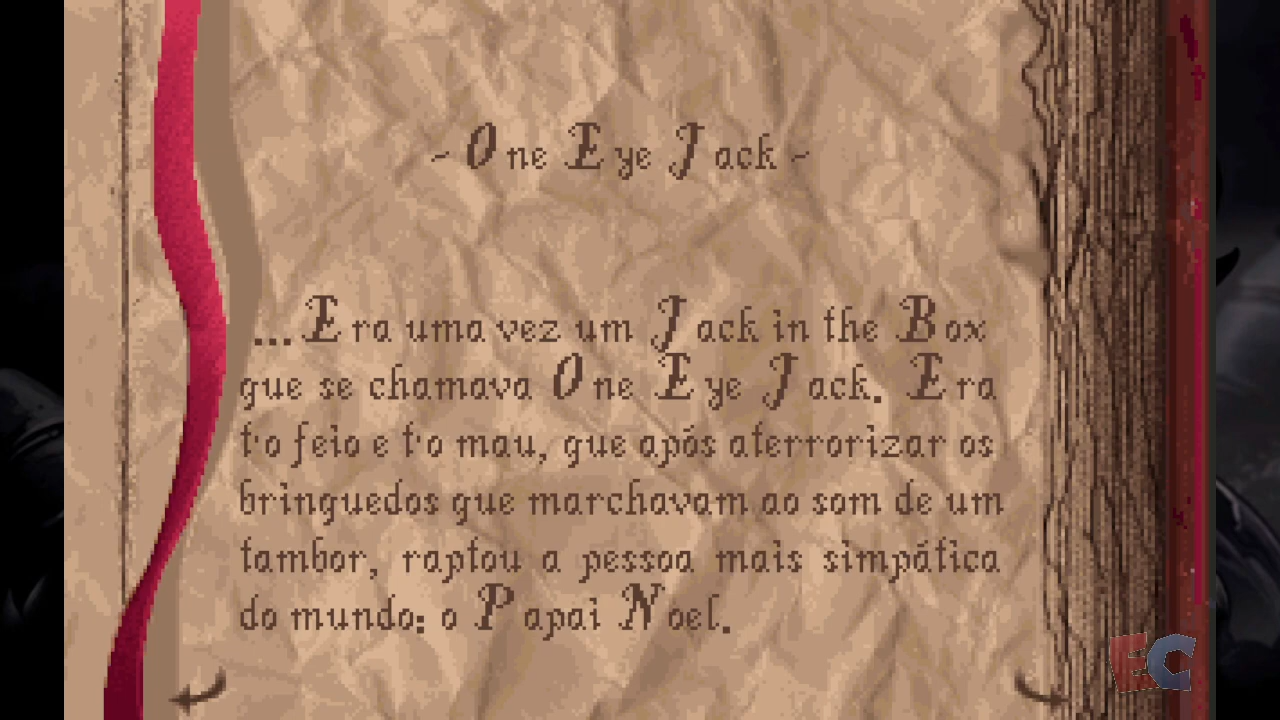 ~ One Eye Jack ~
...Era uma vez um Jack in the Box
que se chamava One Eye Jack. Era
t·o feio e t·o mau, que após aterrorizar os
brinquedos que marchavam ao som de um
tambor, raptou a pessoa mais simpática
do mundo: o Papai Noel.
EC